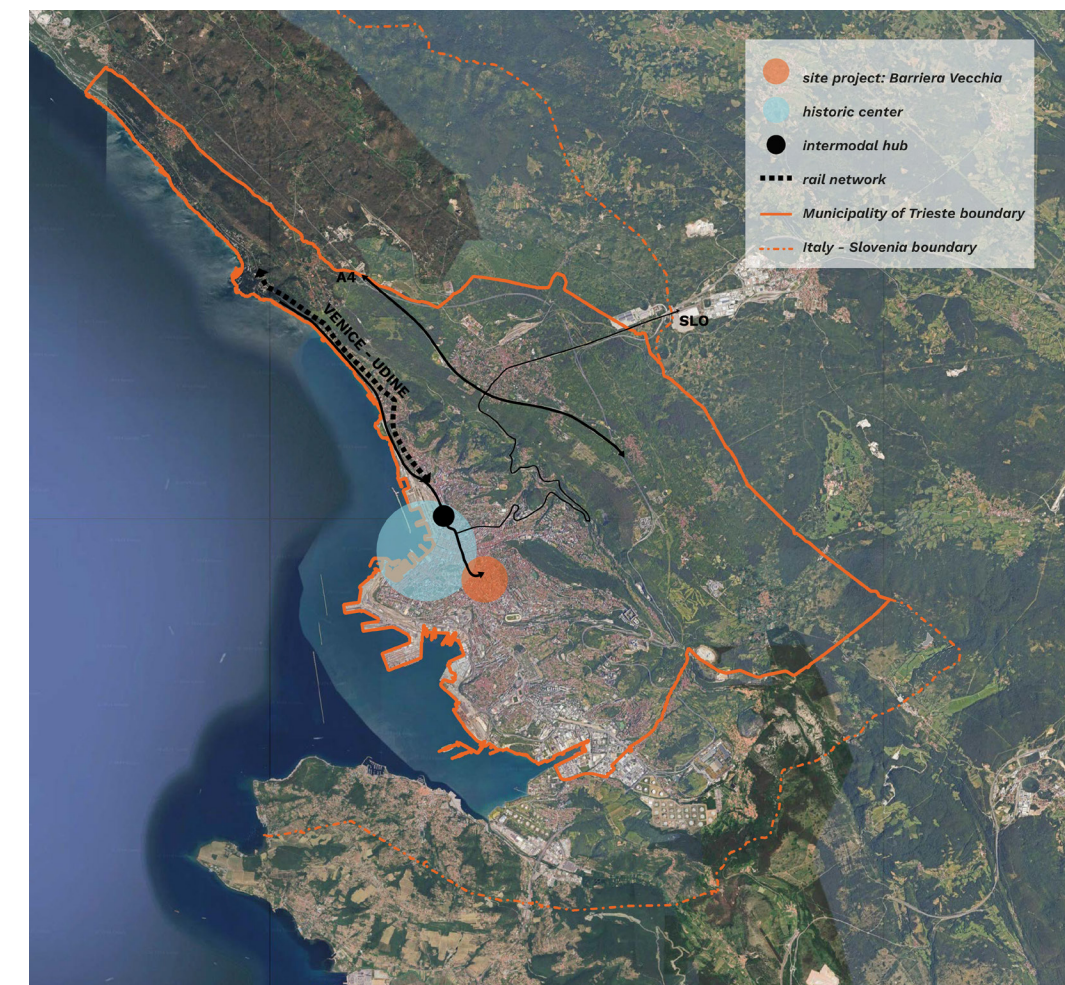 site project: Barriera Vecchia
historic center
intermodal hub
rail network
Municipality of Trieste boundary
Italy - Slovenia boundary
A4
SLO
VENICE - UDINE